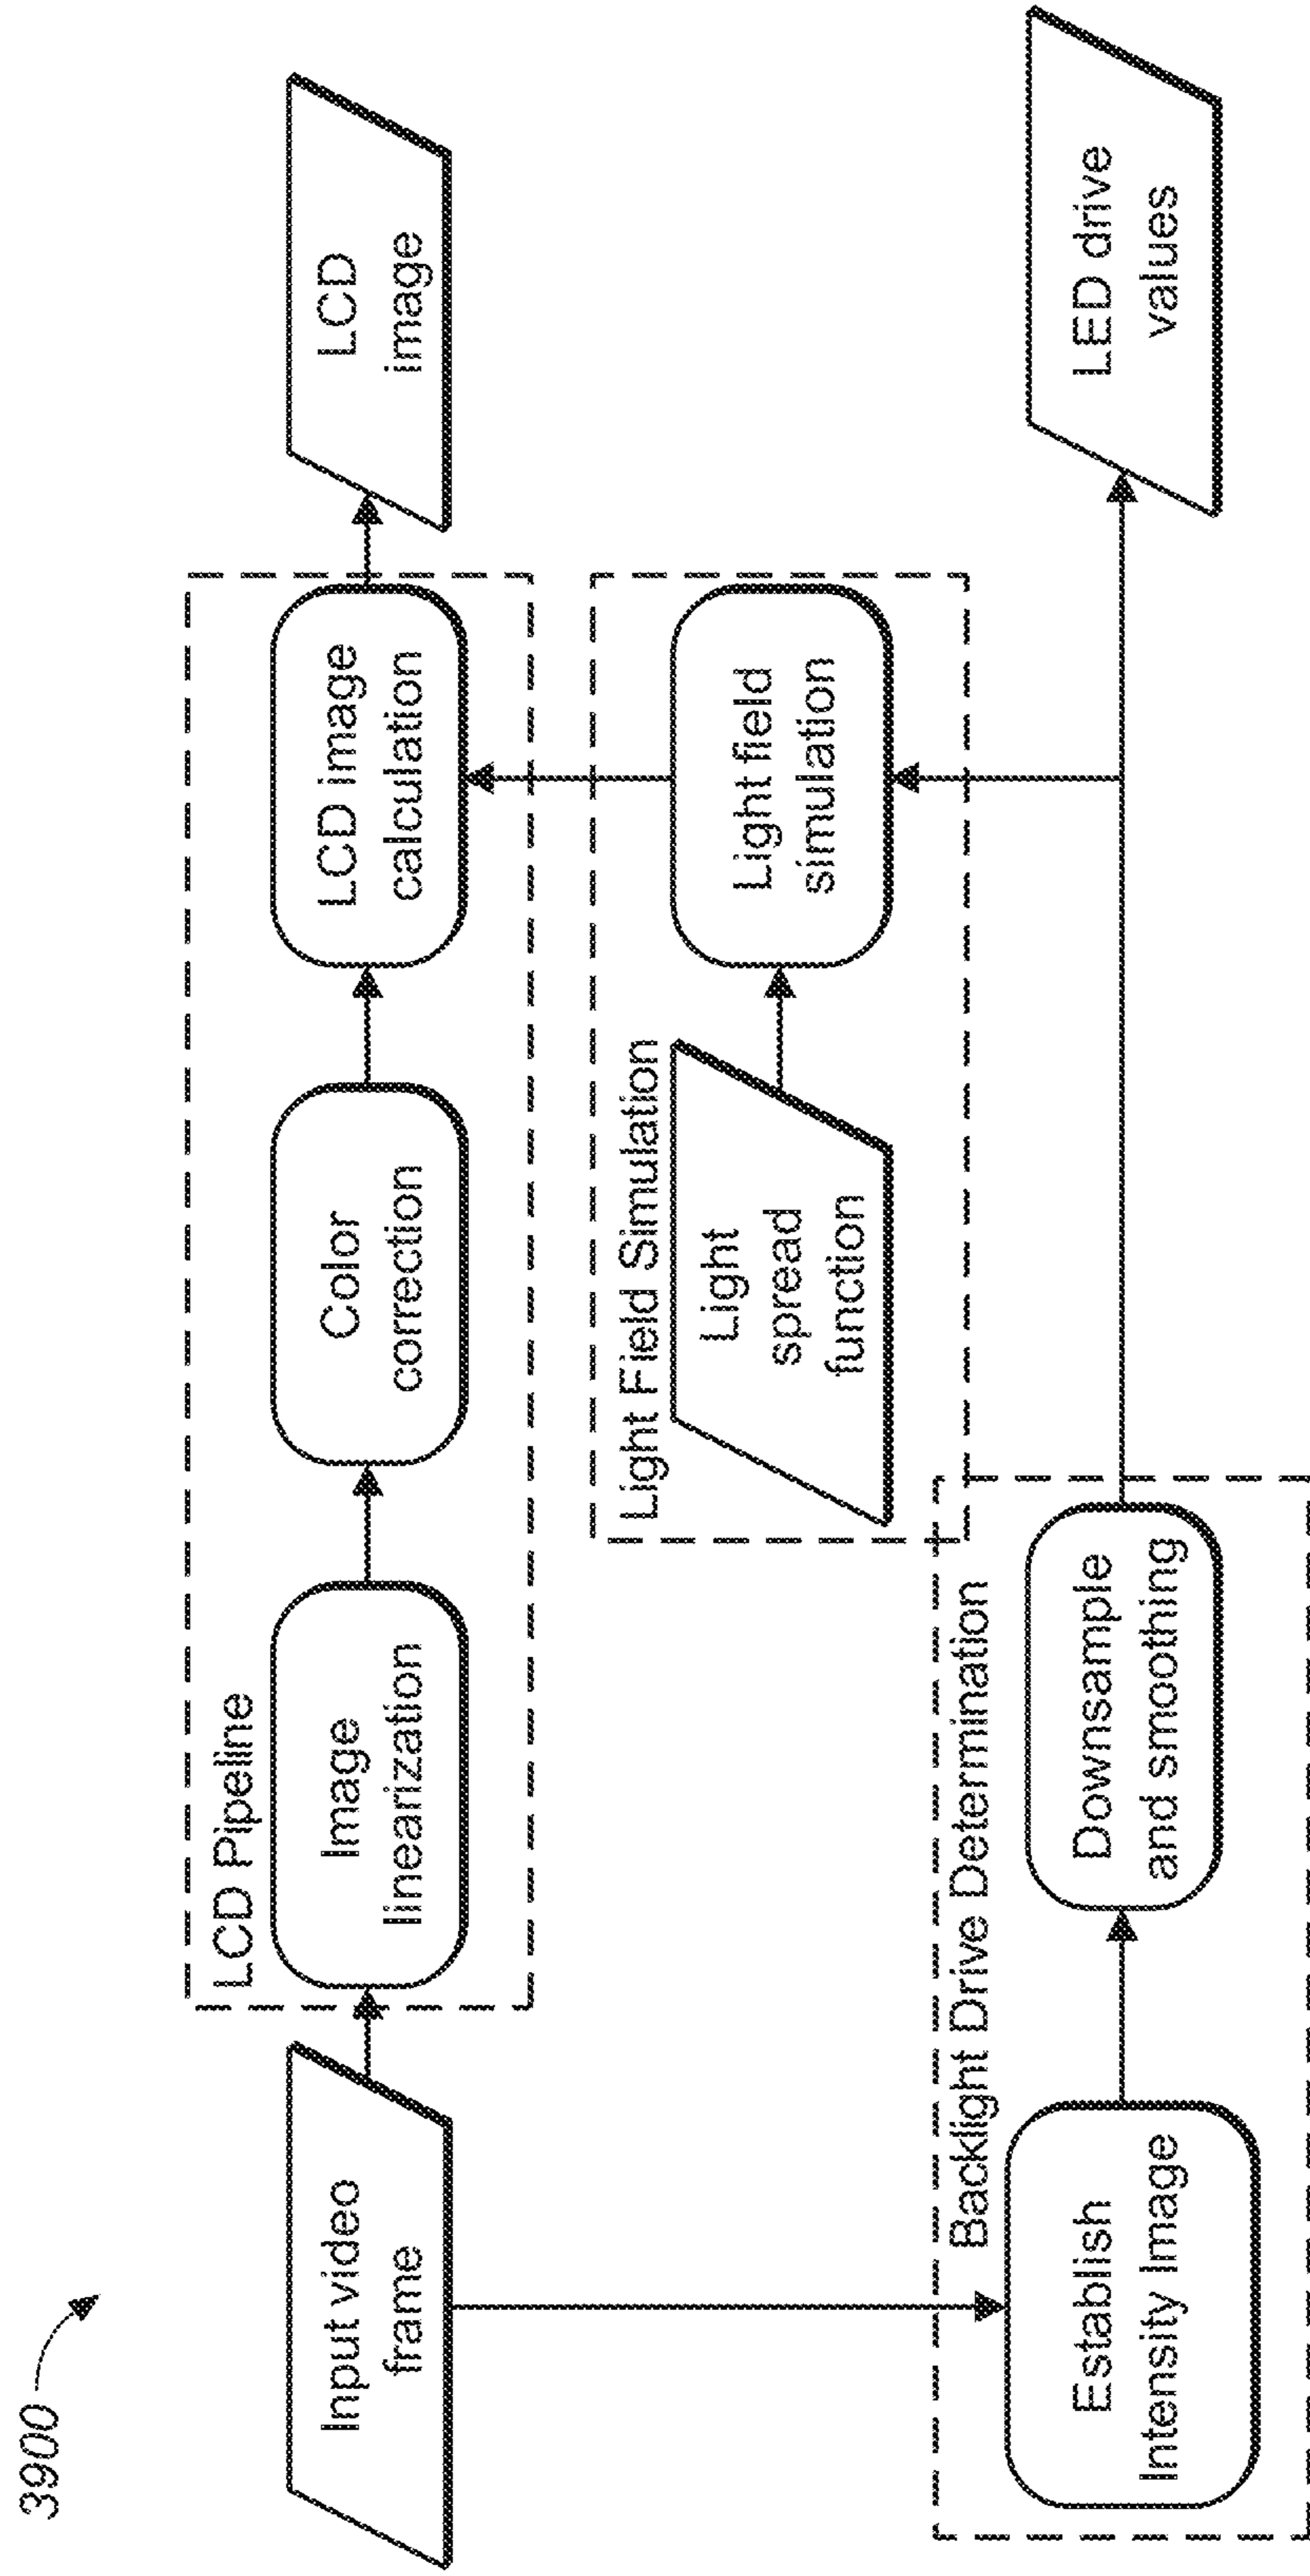 3900
Input video
frame
LCD Pipeline
Image
linearization
Color
correction
LCD image
calculation
LCD
image
Light Field Simulation
Light
spread
function
Light field
simulation
Backlight Drive Determination
Establish
Intensity Image
Downsample
and smoothing
LED drive
values